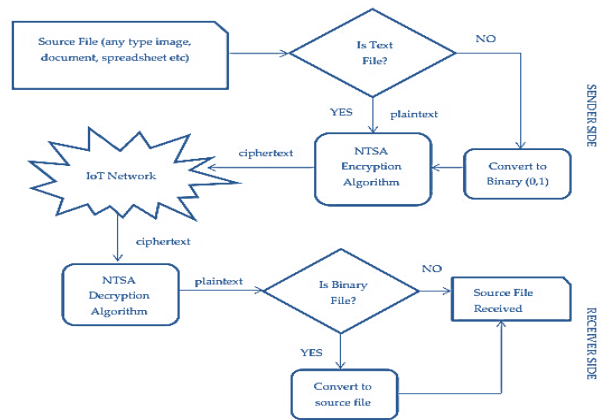 Source File (any type image,
document, spreadsheet etc)
Is Text
File?
NO
YES
plaintext
SENDER SIDE
NTSA
Encryption
Algorithm
Convert to
Binary (0,1)
ciphertext
IoT Network
ciphertext
NTSA
Decryption
Algorithm
plaintext
Is Binary
File?
NO
Source File
Received
YES
Convert to
source file
RECEIVER SIDE